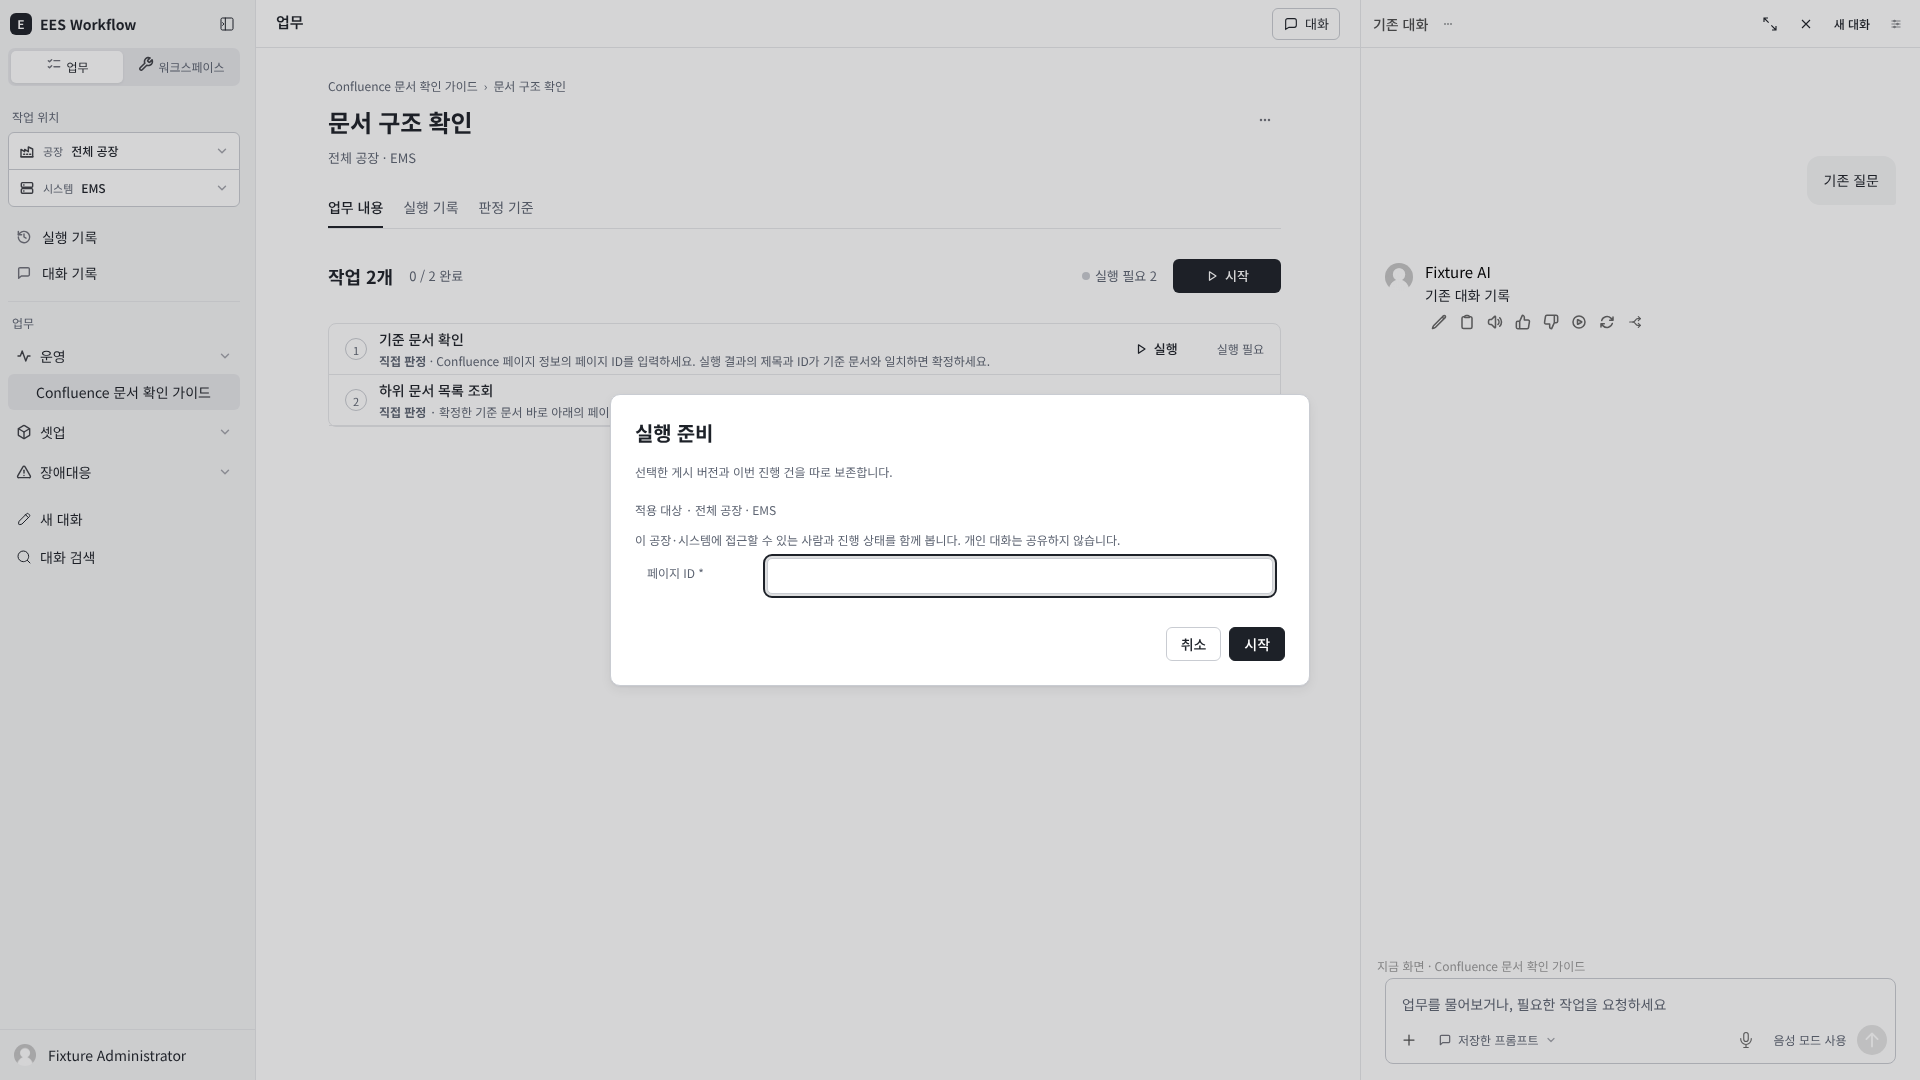 E EES Workflow
업무
워크스페이스
작업 위치
공장 전체 공장
시스템 EMS
실행 기록
대화 기록
업무
운영
Confluence 문서 확인 가이드
셋업
장애대응
새 대화
대화 검색
Fixture Administrator
업무
대화
Confluence 문서 확인 가이드 › 문서 구조 확인
문서 구조 확인
전체 공장 · EMS
업무 내용
실행 기록
판정 기준
작업 2개 0 / 2 완료
실행 필요 2
시작
1
기준 문서 확인
직접 판정 · Confluence 페이지 정보의 페이지 ID를 입력하세요. 실행 결과의 제목과 ID가 기준 문서와 일치하면 확정하세요.
실행
실행 필요
2
하위 문서 목록 조회
직접 판정 · 확정한 기준 문서 바로 아래의 페이
실행 준비
선택한 게시 버전과 이번 진행 건을 따로 보존합니다.
적용 대상 · 전체 공장 · EMS
이 공장·시스템에 접근할 수 있는 사람과 진행 상태를 함께 봅니다. 개인 대화는 공유하지 않습니다.
페이지 ID *
취소
시작
기존 대화 ···
새 대화
기존 질문
Fixture AI
기존 대화 기록
지금 화면 · Confluence 문서 확인 가이드
업무를 물어보거나, 필요한 작업을 요청하세요
저장한 프롬프트
음성 모드 사용